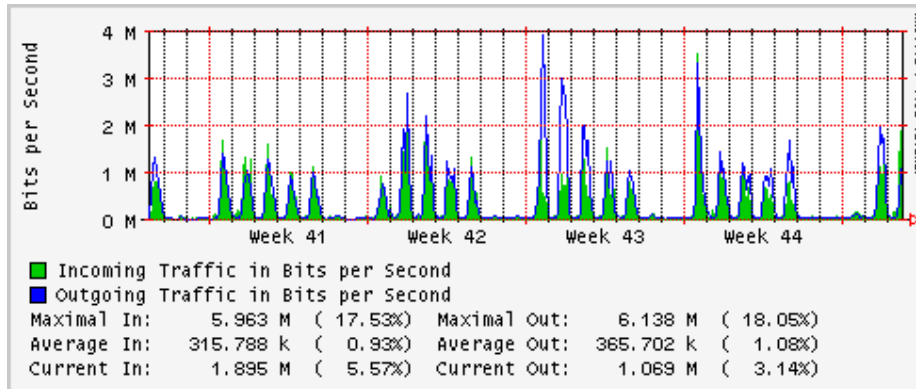 4 M
3 M
2 M
1 M
0 M
Bits per Second
Week 41 Week 42 Week 43 Week 44
Incoming Traffic in Bits per Second
Outgoing Traffic in Bits per Second
Maximal In: 5.963 M ( 17.53%) Maximal Out: 6.138 M ( 18.05%)
Average In: 315.788 k ( 0.93%) Average Out: 365.702 k ( 1.08%)
Current In: 1.895 M ( 5.57%) Current Out: 1.069 M ( 3.14%)